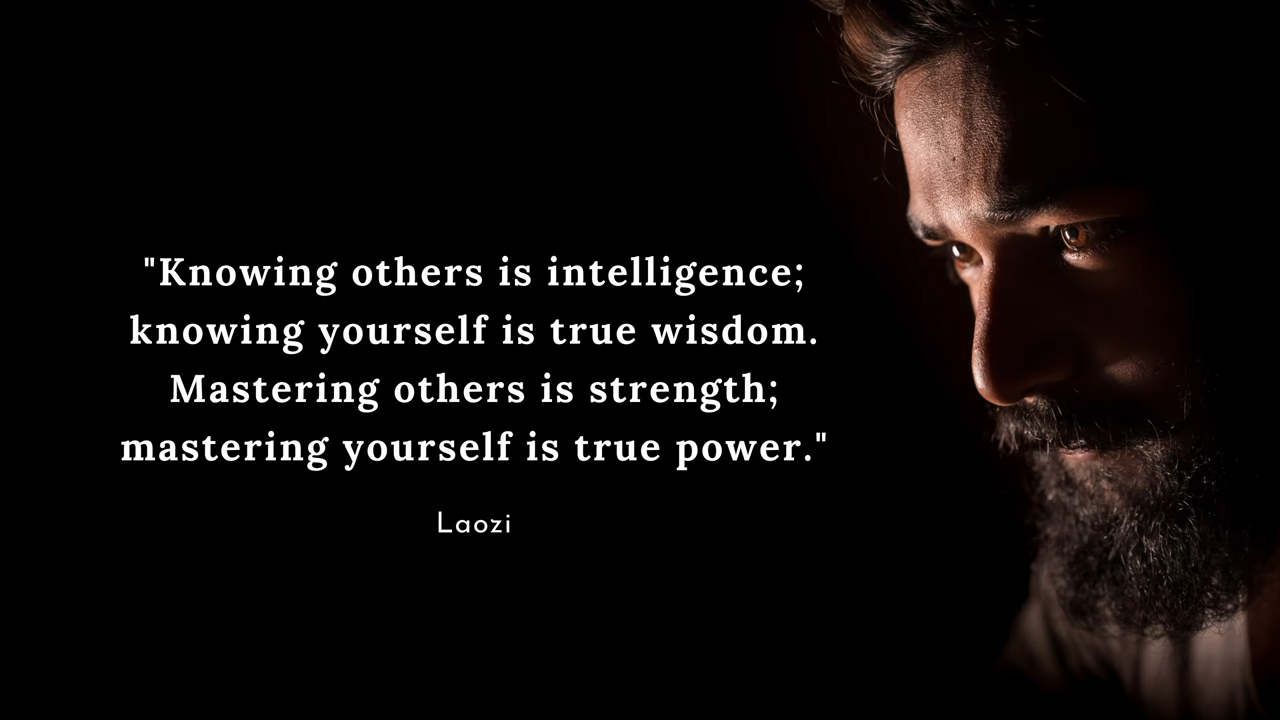 "Knowing others is intelligence;
knowing yourself is true wisdom.
Mastering others is strength;
mastering yourself is true power."
Laozi